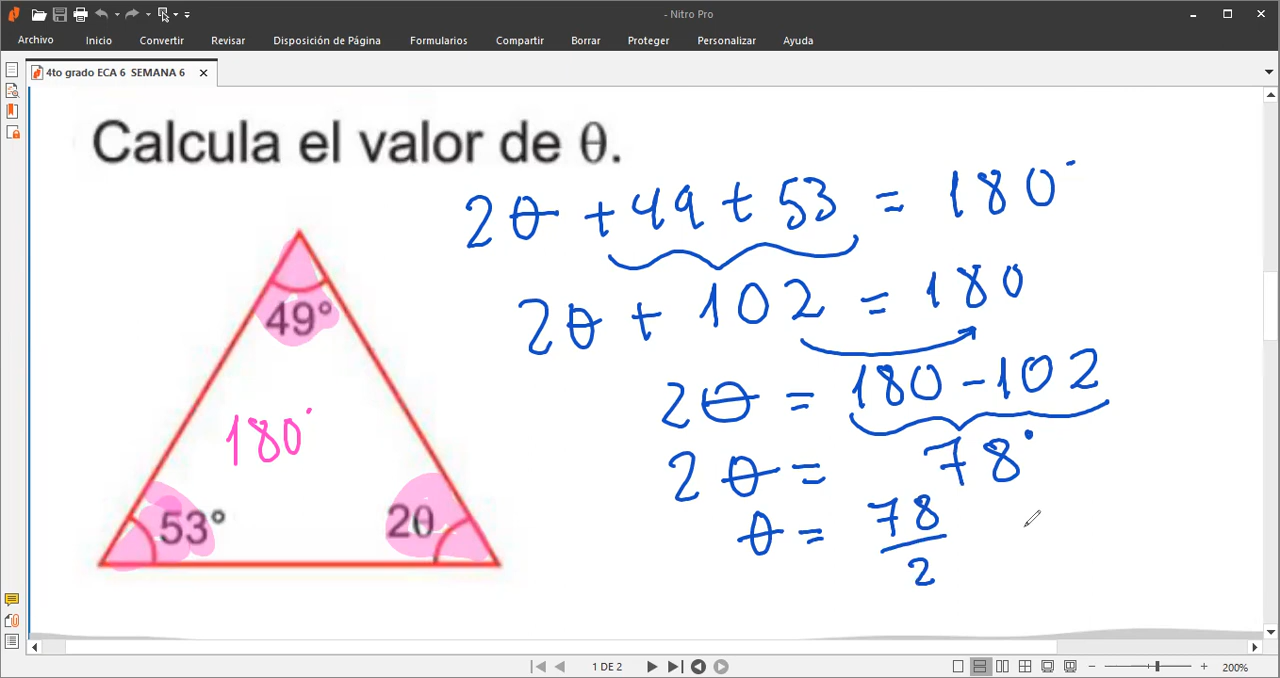 - Nitro Pro
Archivo Inicio Convertir Revisar Disposición de Página Formularios Compartir Borrar Proteger Personalizar Ayuda
4to grado ECA 6 SEMANA 6
Calcula el valor de θ.
2θ + 49 + 53 = 180°
2θ + 102 = 180
2θ = 180 - 102
2θ = 78°
θ = 78/2
49°
180°
53°
2θ
1 DE 2
200%